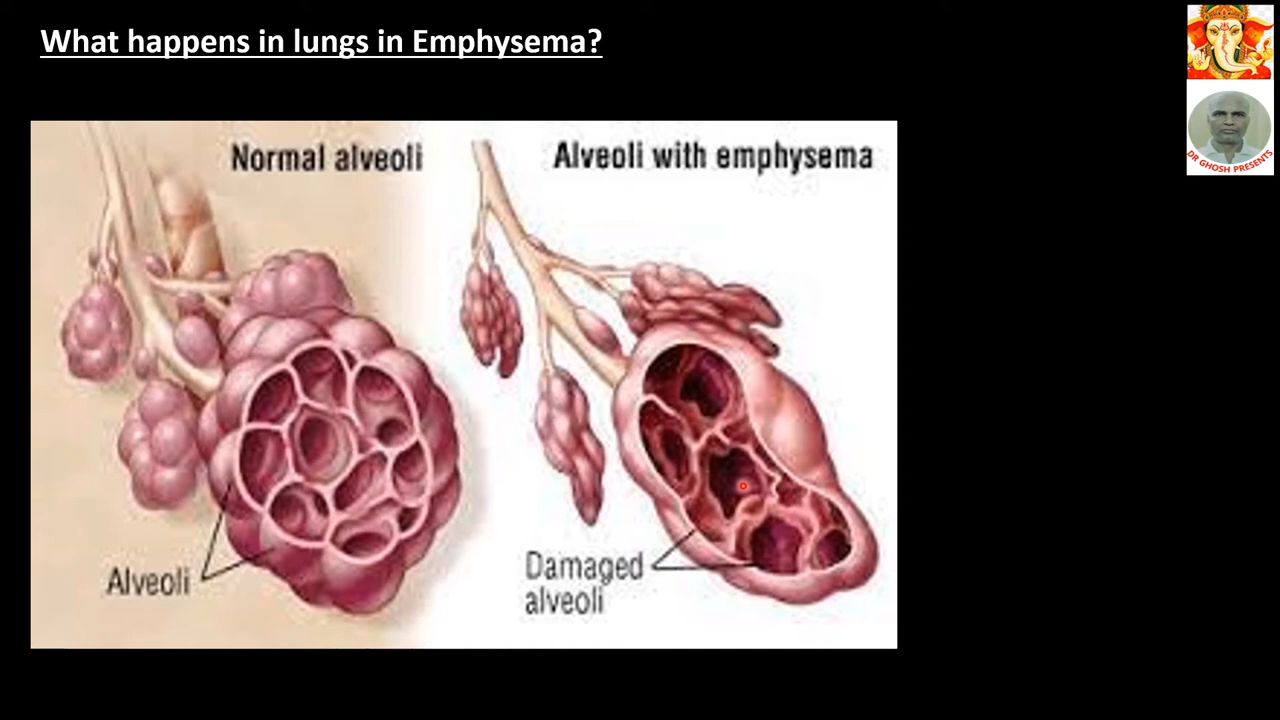 What happens in lungs in Emphysema?
Normal alveoli
Alveoli with emphysema
Alveoli
Damaged
alveoli
DR GHOSH PRESENTS